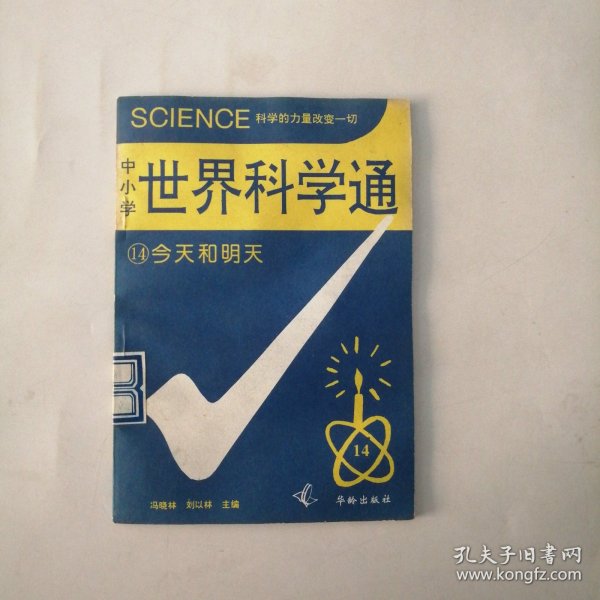 SCIENCE 科学的力量改变一切
中小学
世界科学通
⑭今天和明天
14
冯晓林 刘以林 主编
华龄出版社
孔夫子旧书网
www.kongfz.com